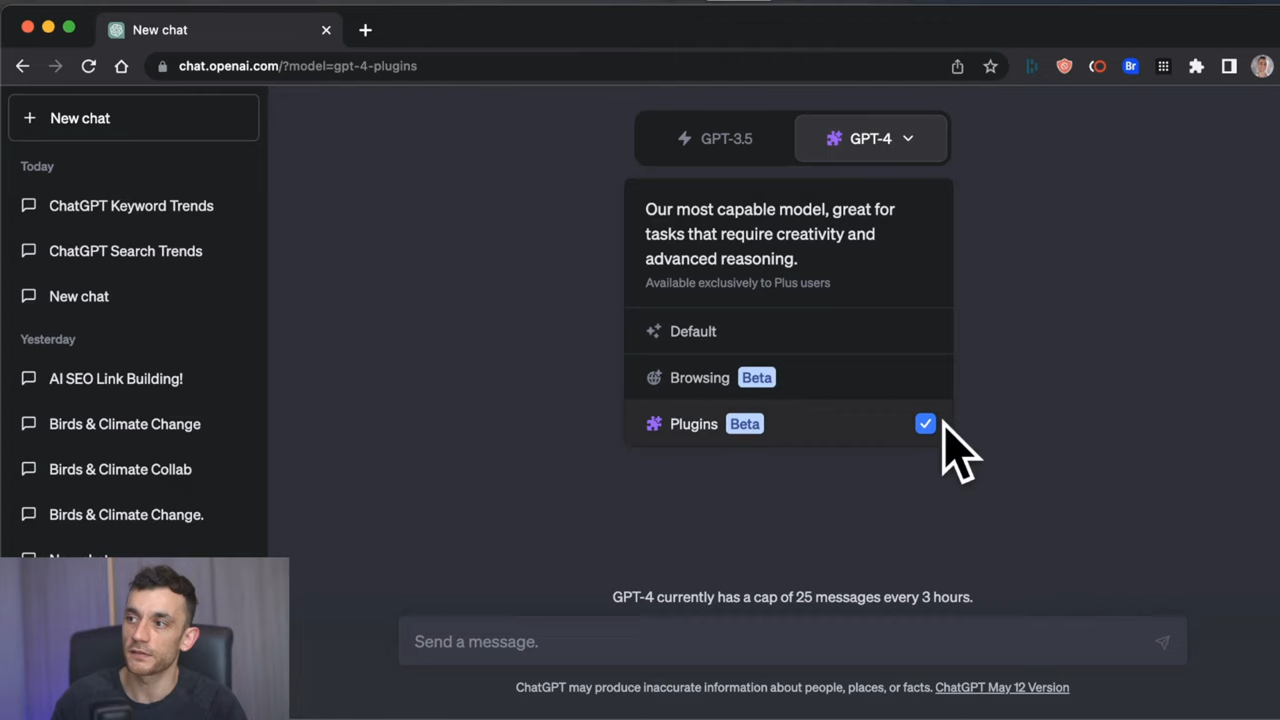 New chat
chat.openai.com/?model=gpt-4-plugins
Br
New chat
Today
ChatGPT Keyword Trends
ChatGPT Search Trends
New chat
Yesterday
AI SEO Link Building!
Birds & Climate Change
Birds & Climate Collab
Birds & Climate Change.
GPT-3.5
GPT-4
Our most capable model, great for
tasks that require creativity and
advanced reasoning.
Available exclusively to Plus users
Default
Browsing Beta
Plugins Beta
GPT-4 currently has a cap of 25 messages every 3 hours.
Send a message.
ChatGPT may produce inaccurate information about people, places, or facts. ChatGPT May 12 Version